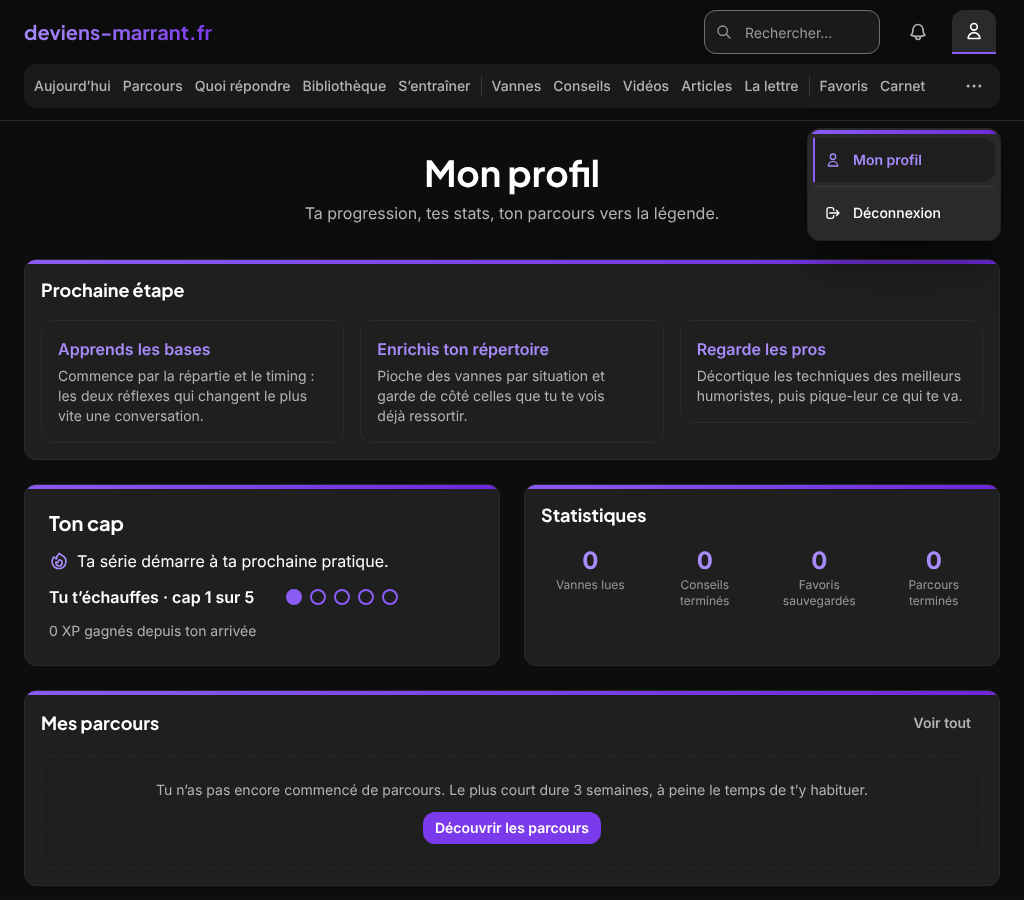 deviens-marrant.fr
Rechercher...
Aujourd’hui Parcours Quoi répondre Bibliothèque S’entraîner Vannes Conseils Vidéos Articles La lettre Favoris Carnet
Mon profil
Déconnexion
Mon profil
Ta progression, tes stats, ton parcours vers la légende.
Prochaine étape
Apprends les bases
Commence par la répartie et le timing :
les deux réflexes qui changent le plus
vite une conversation.
Enrichis ton répertoire
Pioche des vannes par situation et
garde de côté celles que tu te vois
déjà ressortir.
Regarde les pros
Décortique les techniques des meilleurs
humoristes, puis pique-leur ce qui te va.
Ton cap
Ta série démarre à ta prochaine pratique.
Tu t’échauffes · cap 1 sur 5
0 XP gagnés depuis ton arrivée
Statistiques
0
Vannes lues
0
Conseils
terminés
0
Favoris
sauvegardés
0
Parcours
terminés
Mes parcours
Voir tout
Tu n’as pas encore commencé de parcours. Le plus court dure 3 semaines, à peine le temps de t’y habituer.
Découvrir les parcours